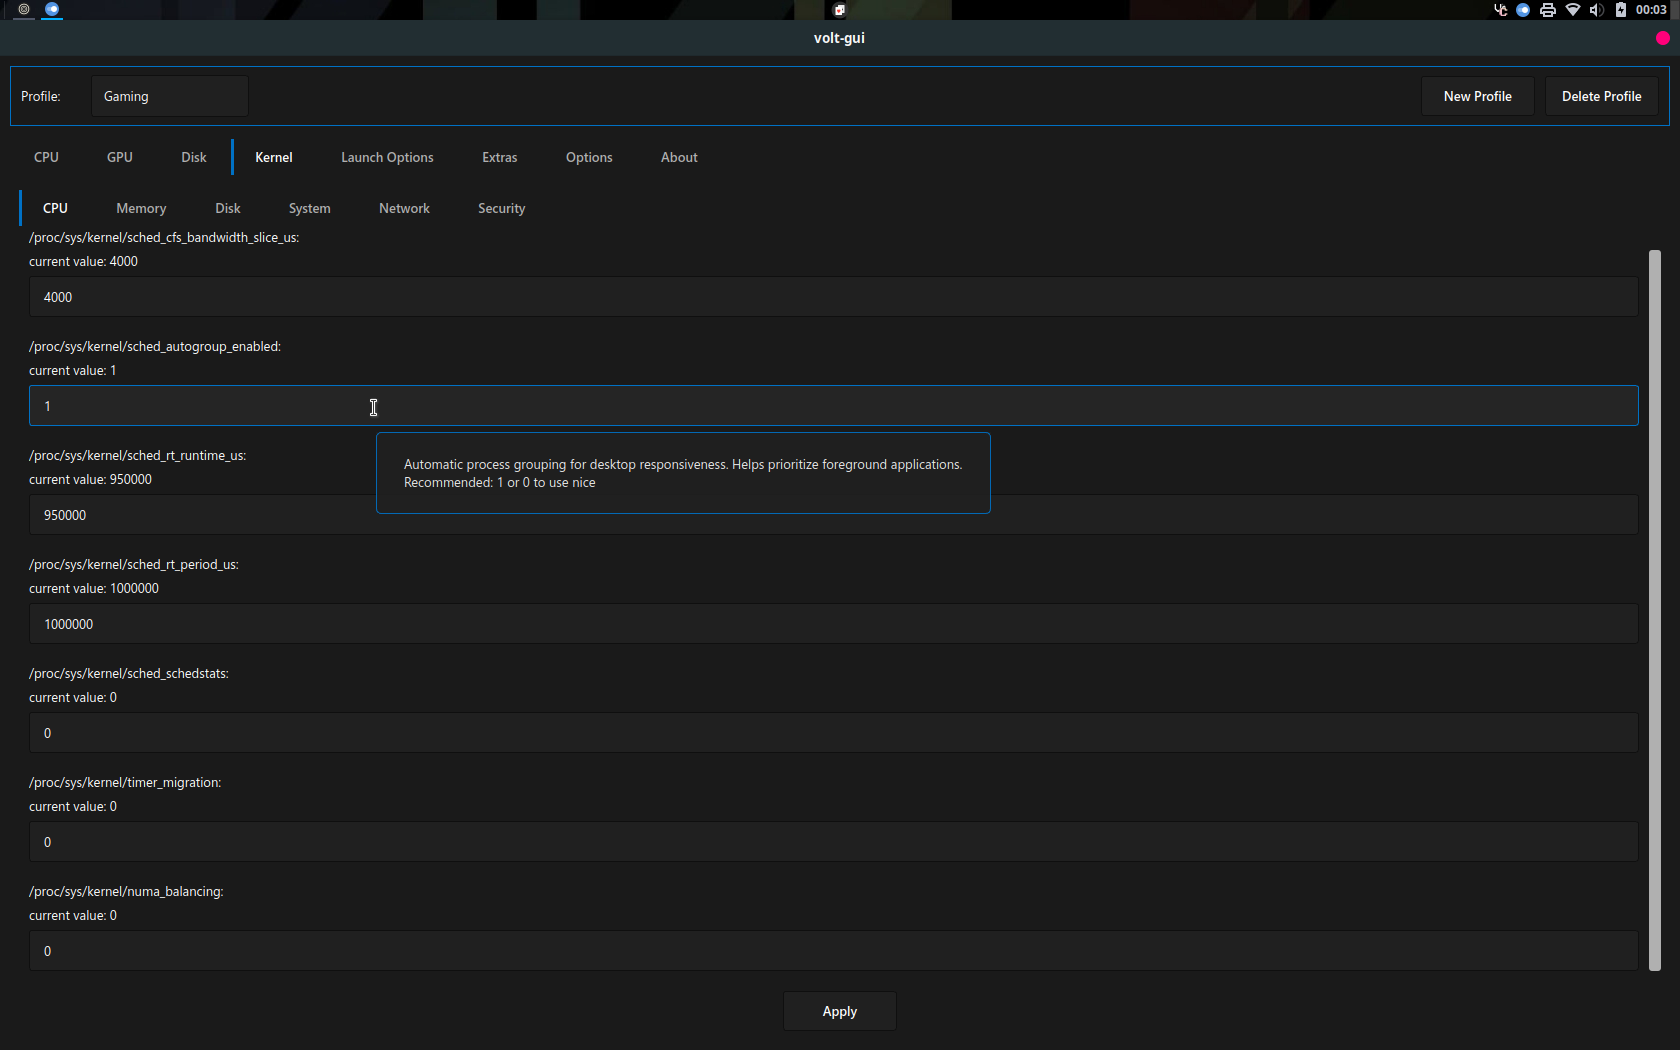 00:03
volt-gui
Profile:
Gaming
New Profile
Delete Profile
CPU
GPU
Disk
Kernel
Launch Options
Extras
Options
About
CPU
Memory
Disk
System
Network
Security
/proc/sys/kernel/sched_cfs_bandwidth_slice_us:
current value: 4000
4000
/proc/sys/kernel/sched_autogroup_enabled:
current value: 1
1
Automatic process grouping for desktop responsiveness. Helps prioritize foreground applications.
Recommended: 1 or 0 to use nice
/proc/sys/kernel/sched_rt_runtime_us:
current value: 950000
950000
/proc/sys/kernel/sched_rt_period_us:
current value: 1000000
1000000
/proc/sys/kernel/sched_schedstats:
current value: 0
0
/proc/sys/kernel/timer_migration:
current value: 0
0
/proc/sys/kernel/numa_balancing:
current value: 0
0
Apply